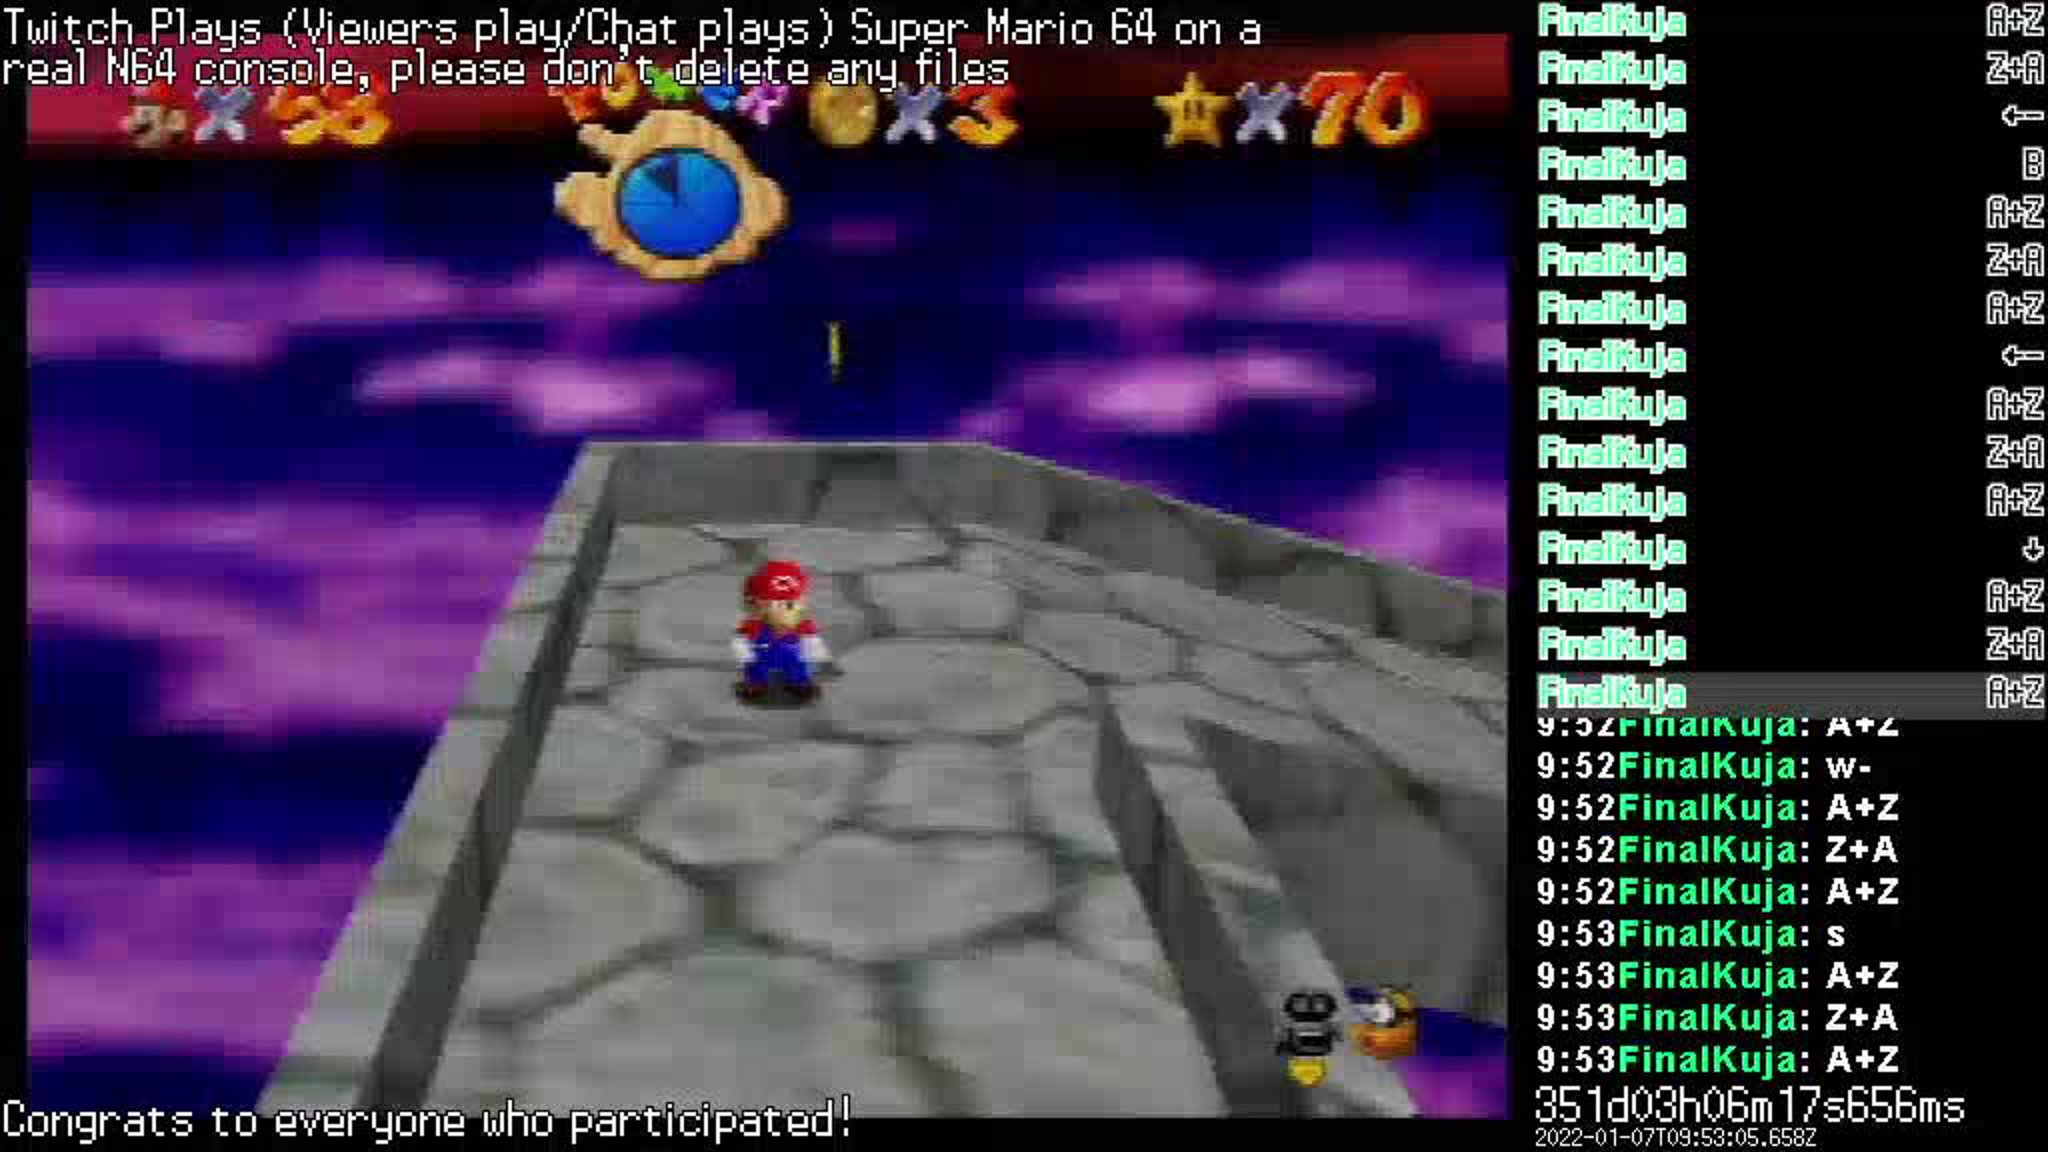 Twitch Plays (Viewers play/Chat plays) Super Mario 64 on a
real N64 console, please don't delete any files
×
× 3
× 70
FinalKuja A+Z
FinalKuja Z+A
FinalKuja ←
FinalKuja B
FinalKuja A+Z
FinalKuja Z+A
FinalKuja A+Z
FinalKuja ←
FinalKuja A+Z
FinalKuja Z+A
FinalKuja A+Z
FinalKuja ↓
FinalKuja A+Z
FinalKuja Z+A
FinalKuja A+Z
9:52FinalKuja: A+Z
9:52FinalKuja: w-
9:52FinalKuja: A+Z
9:52FinalKuja: Z+A
9:52FinalKuja: A+Z
9:53FinalKuja: s
9:53FinalKuja: A+Z
9:53FinalKuja: Z+A
9:53FinalKuja: A+Z
351d03h06m17s656ms
2022-01-07T09:53:05.658Z
Congrats to everyone who participated!